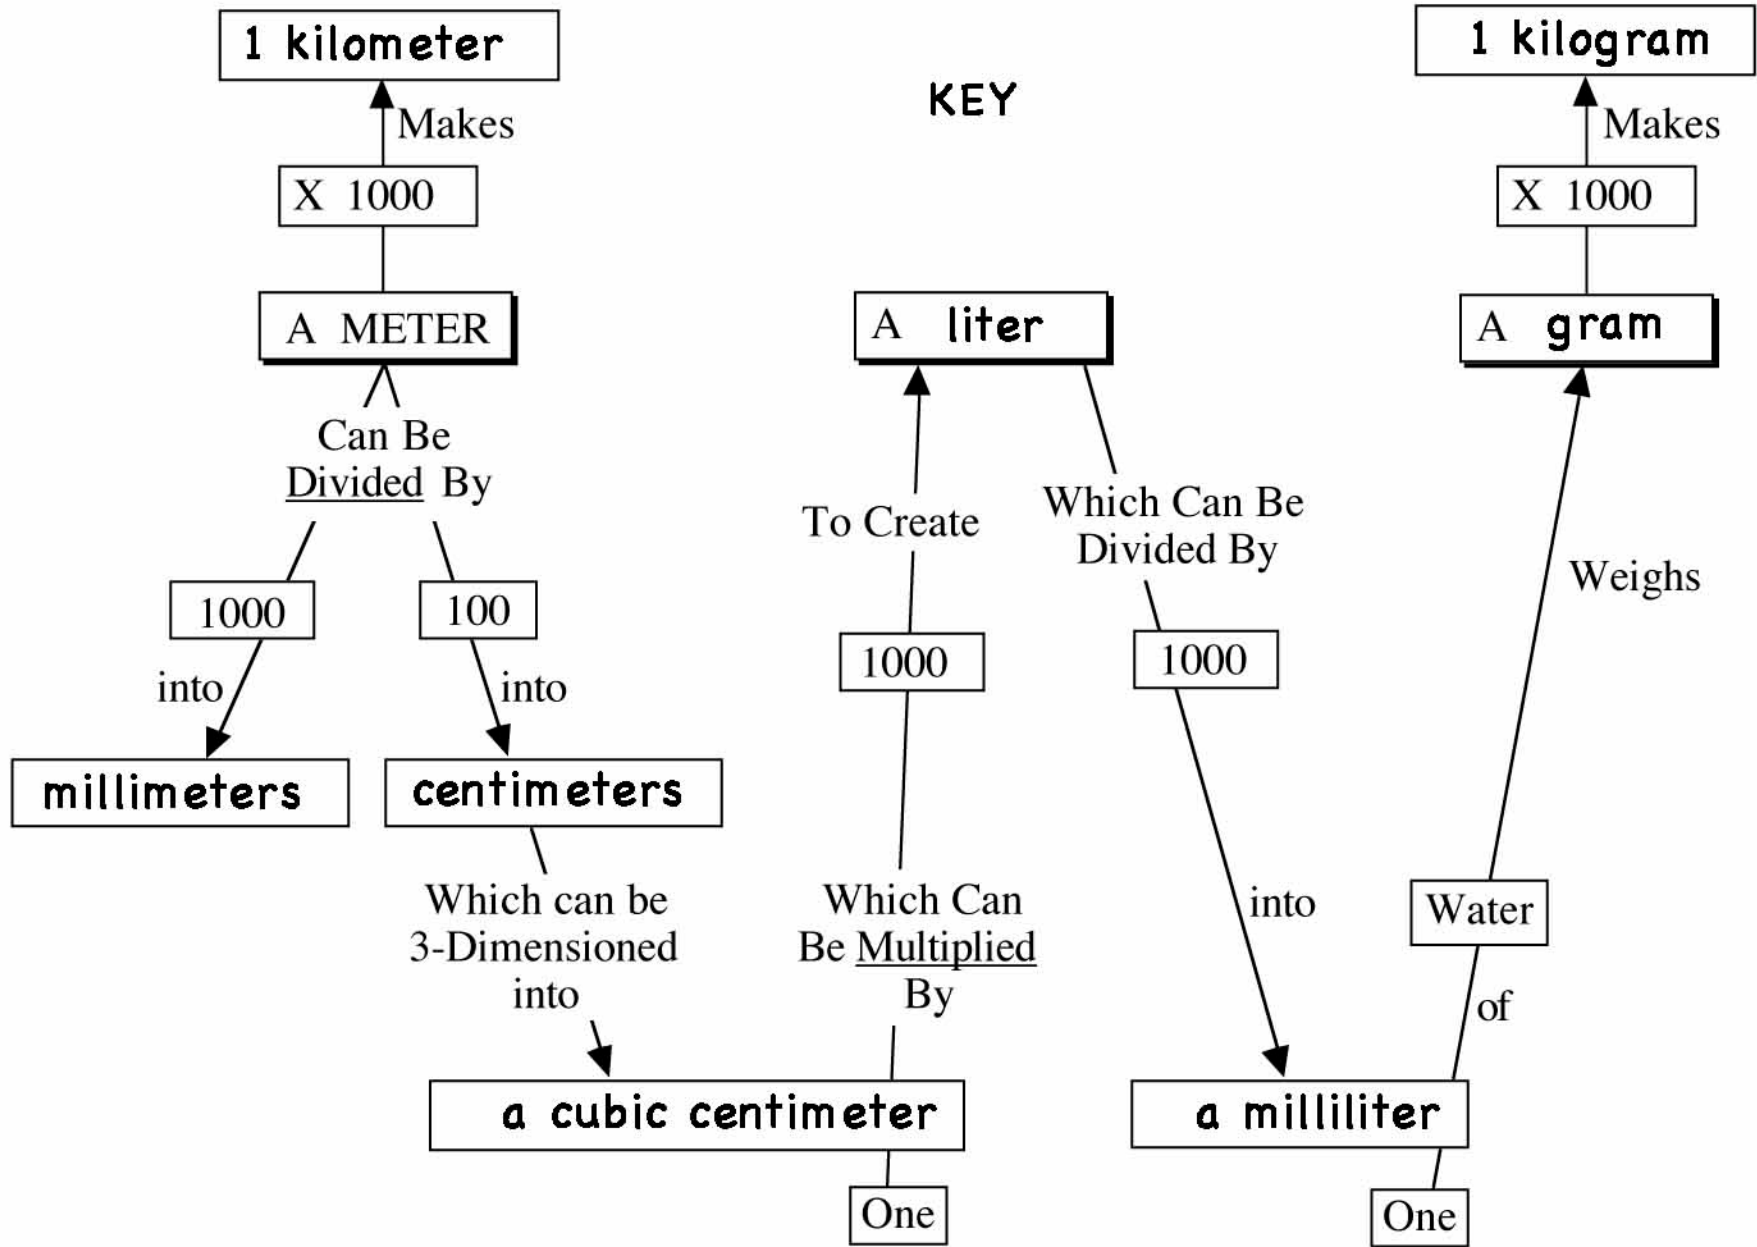 1 kilometer
Makes
X 1000
A METER
Can Be
Divided By
1000
100
into
into
millimeters
centimeters
Which can be
3-Dimensioned
into
a cubic centimeter
One
Which Can
Be Multiplied
By
1000
To Create
KEY
A liter
Which Can Be
Divided By
1000
into
a milliliter
One
of
Water
Weighs
A gram
X 1000
Makes
1 kilogram